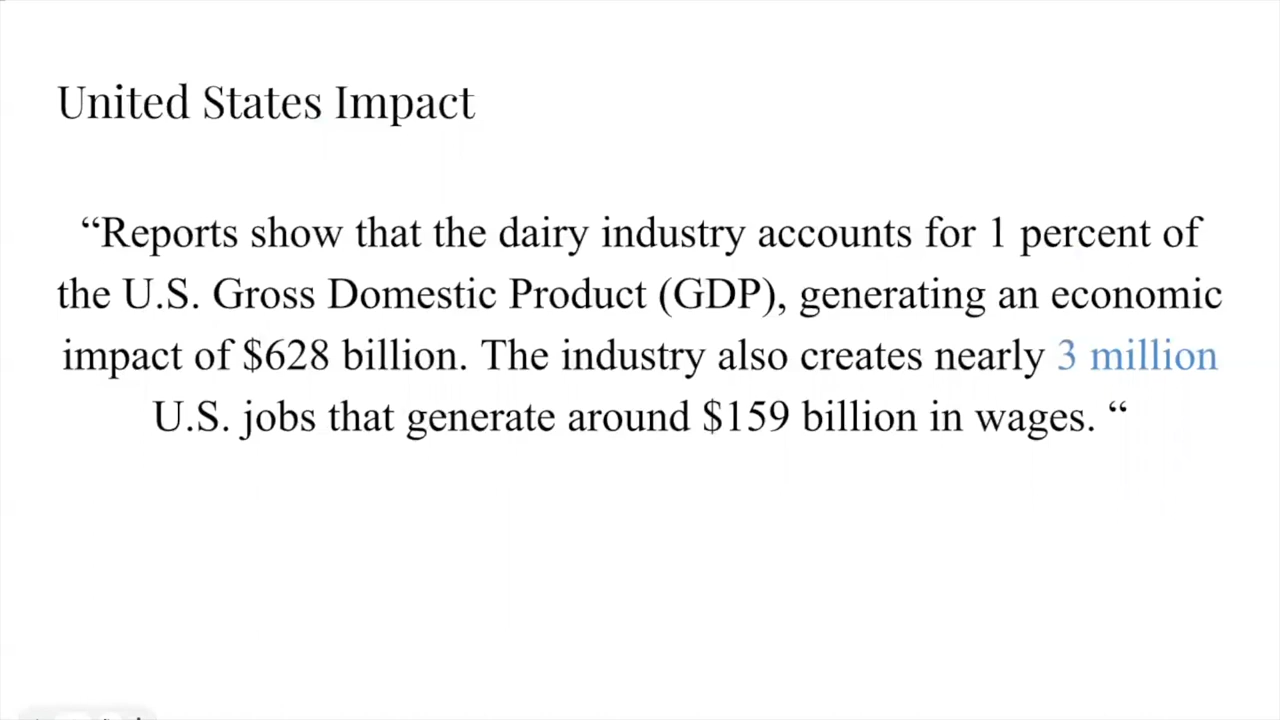 United States Impact
“Reports show that the dairy industry accounts for 1 percent of
the U.S. Gross Domestic Product (GDP), generating an economic
impact of $628 billion. The industry also creates nearly 3 million
U.S. jobs that generate around $159 billion in wages. “